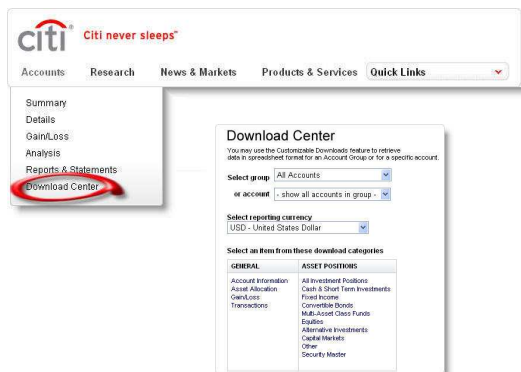 citi
Citi never sleeps
Accounts Research News & Markets Products & Services Quick Links
Summary
Details
Gain/Loss
Analysis
Reports & Statements
Download Center
Download Center
You may use the Customizable Downloads feature to retrieve
data in spreadsheet format for an Account Group or for a specific account.
Select group All Accounts
or account - show all accounts in group -
Select reporting currency
USD - United States Dollar
Select an item from these download categories
GENERAL
Account Information
Asset Allocation
Gain/Loss
Transactions
ASSET POSITIONS
All Investment Positions
Cash & Short Term Investments
Fixed Income
Convertible Bonds
Multi-Asset Class Funds
Equities
Alternative Investments
Capital Markets
Other
Security Master